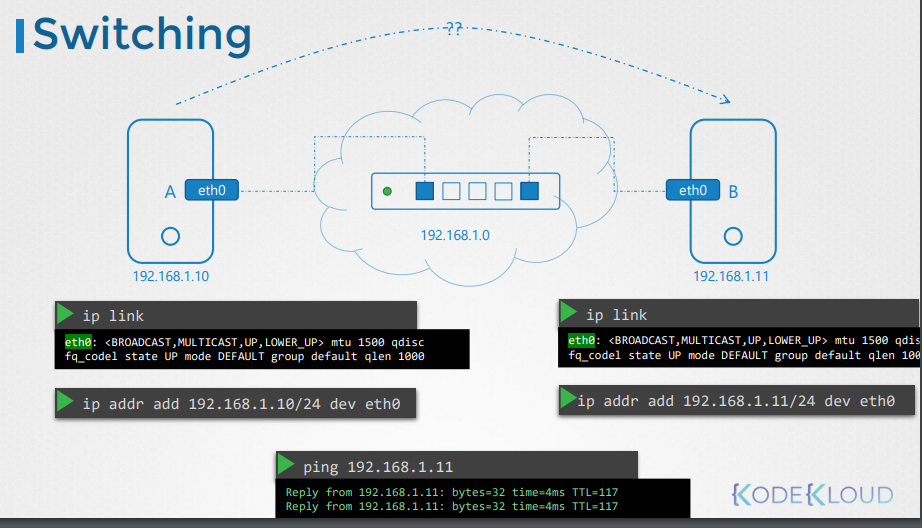 Switching
??
A
eth0
eth0
B
192.168.1.0
192.168.1.10
192.168.1.11
ip link
eth0: <BROADCAST,MULTICAST,UP,LOWER_UP> mtu 1500 qdisc
fq_codel state UP mode DEFAULT group default qlen 1000
ip addr add 192.168.1.10/24 dev eth0
ip link
eth0: <BROADCAST,MULTICAST,UP,LOWER_UP> mtu 1500 qdis
fq_codel state UP mode DEFAULT group default qlen 100
ip addr add 192.168.1.11/24 dev eth0
ping 192.168.1.11
Reply from 192.168.1.11: bytes=32 time=4ms TTL=117
Reply from 192.168.1.11: bytes=32 time=4ms TTL=117
KODEKLOUD